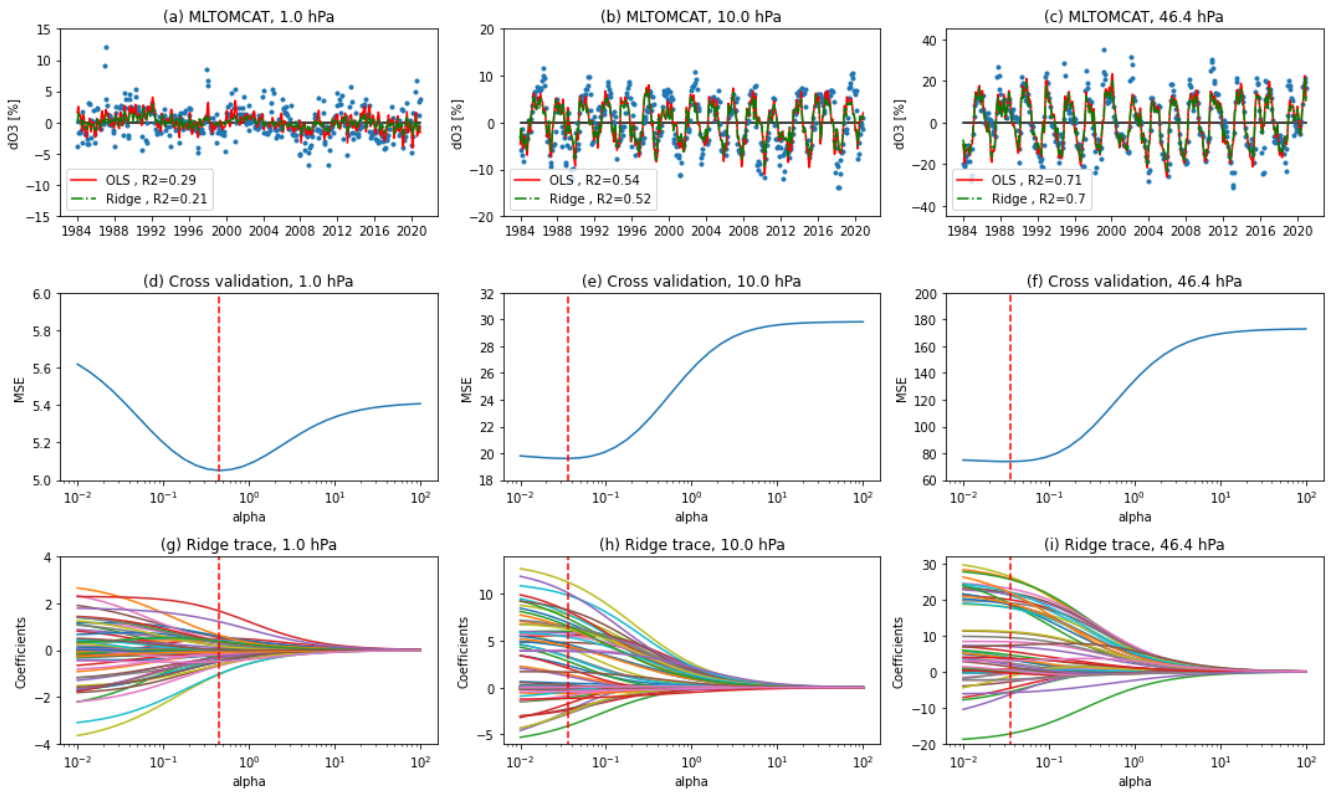 (a) MLTOMCAT, 1.0 hPa
(b) MLTOMCAT, 10.0 hPa
(c) MLTOMCAT, 46.4 hPa
15
10
5
0
−5
−10
−15
dO3 [%]
OLS , R2=0.29
Ridge , R2=0.21
1984 1988 1992 1996 2000 2004 2008 2012 2016 2020
20
10
0
−10
−20
dO3 [%]
OLS , R2=0.54
Ridge , R2=0.52
1984 1988 1992 1996 2000 2004 2008 2012 2016 2020
40
20
0
−20
−40
dO3 [%]
OLS , R2=0.71
Ridge , R2=0.7
1984 1988 1992 1996 2000 2004 2008 2012 2016 2020
(d) Cross validation, 1.0 hPa
(e) Cross validation, 10.0 hPa
(f) Cross validation, 46.4 hPa
6.0
5.8
5.6
5.4
5.2
5.0
MSE
10−2 10−1 100 101 102
alpha
32
30
28
26
24
22
20
18
MSE
10−2 10−1 100 101 102
alpha
200
180
160
140
120
100
80
60
MSE
10−2 10−1 100 101 102
alpha
(g) Ridge trace, 1.0 hPa
(h) Ridge trace, 10.0 hPa
(i) Ridge trace, 46.4 hPa
4
2
0
−2
−4
Coefficients
10−2 10−1 100 101 102
alpha
10
5
0
−5
Coefficients
10−2 10−1 100 101 102
alpha
30
20
10
0
−10
−20
Coefficients
10−2 10−1 100 101 102
alpha